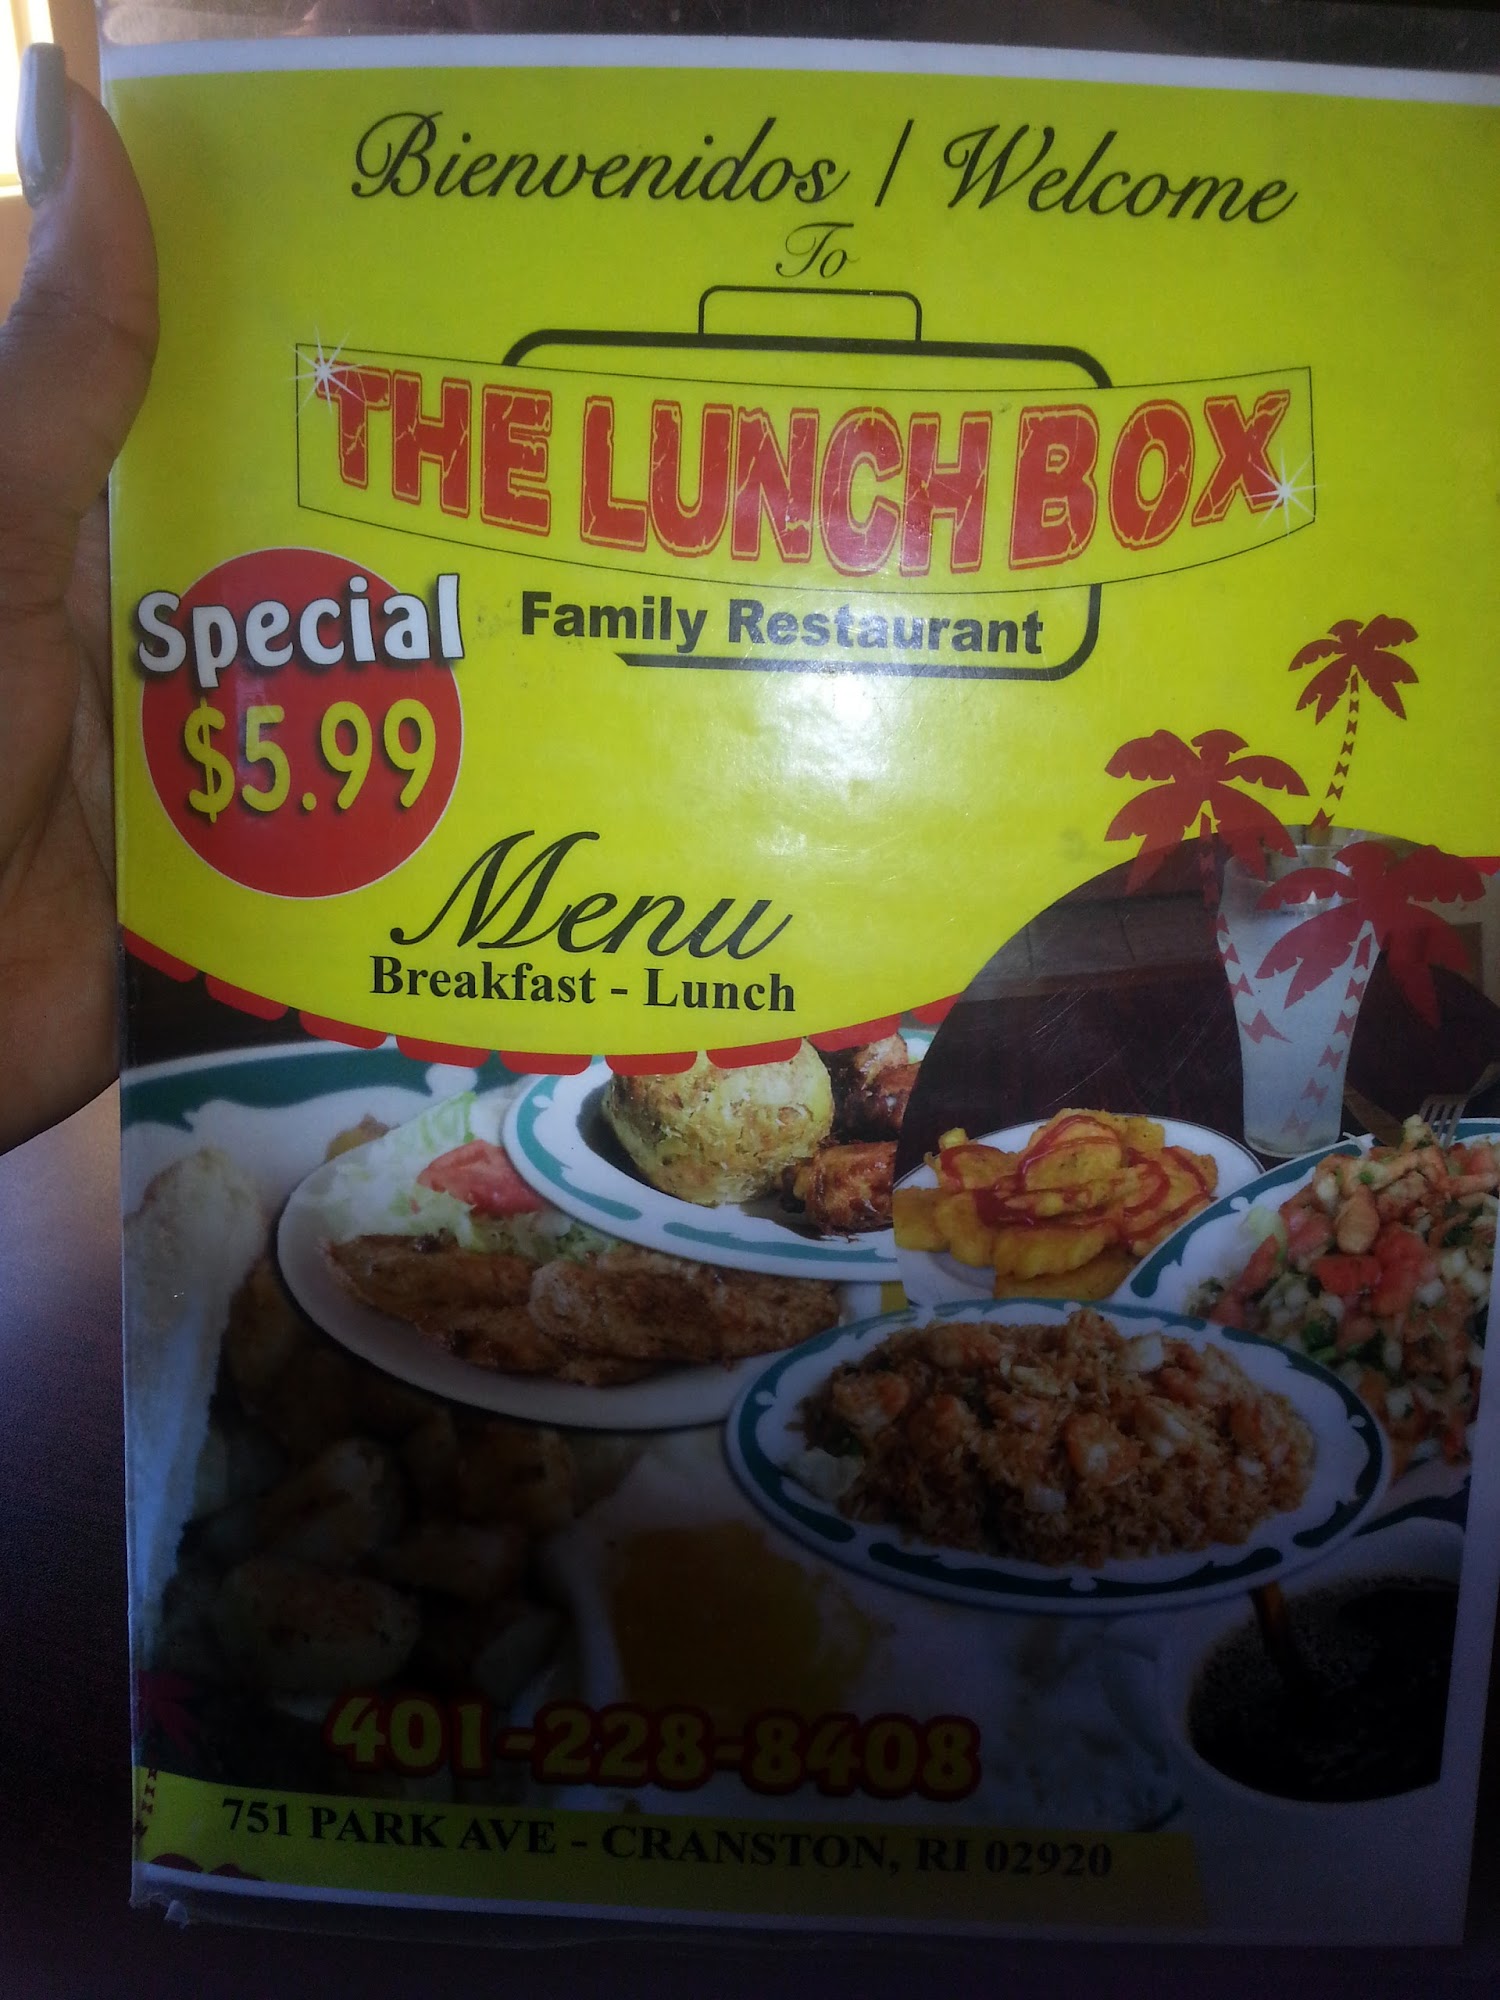 Bienvenidos / Welcome
To
THE LUNCH BOX
Family Restaurant
Special
$5.99
Menu
Breakfast - Lunch
401-228-8408
751 PARK AVE - CRANSTON, RI 02920